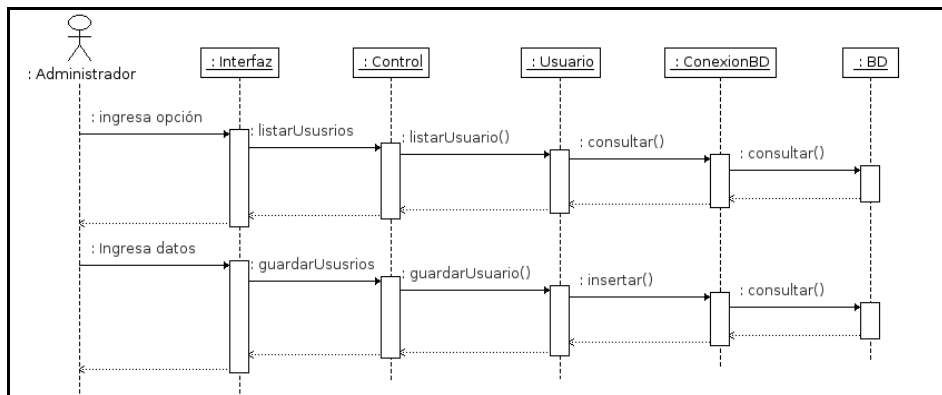 : Administrador
: Interfaz
: Control
: Usuario
: ConexionBD
: BD
: ingresa opción
: listarUsusrios
: listarUsuario()
: consultar()
: consultar()
: Ingresa datos
: guardarUsusrios
: guardarUsuario()
: insertar()
: consultar()